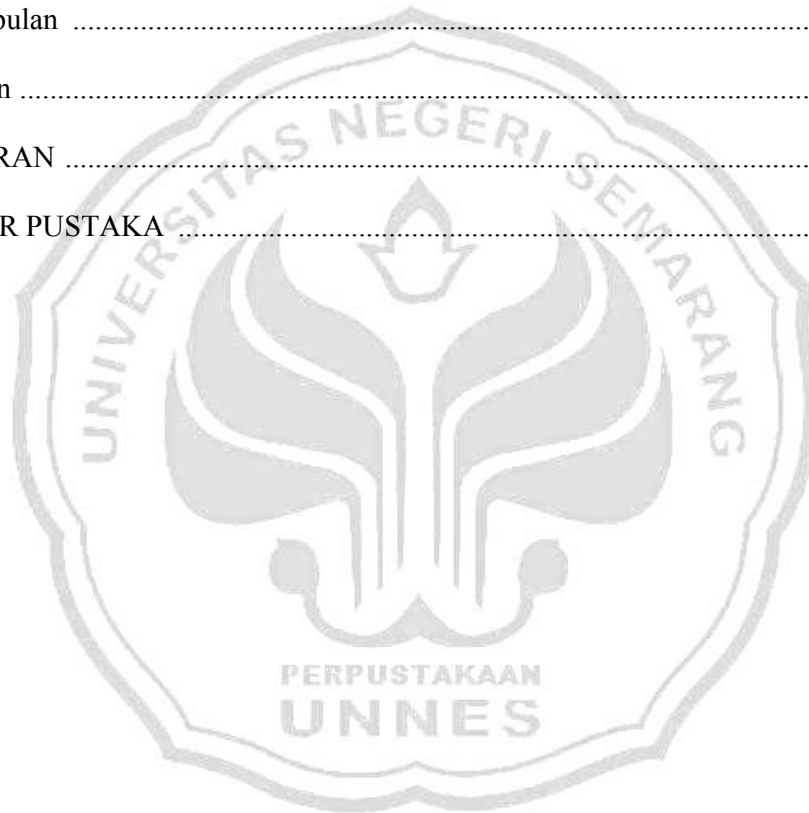 pulan ................................................................
n ................................................................
RAN ................................................................
R PUSTAKA ................................................................
UNIVERSITAS NEGERI SEMARANG
PERPUSTAKAAN
UNNES